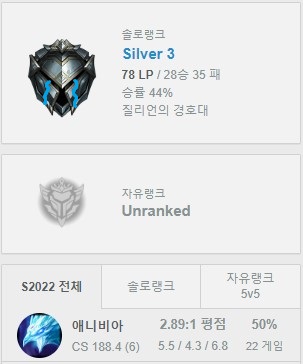 솔로랭크
Silver 3
78 LP / 28승 35 패
승률 44%
질리언의 경호대
자유랭크
Unranked
S2022 전체
솔로랭크
자유랭크
5v5
애니비아 2.89:1 평점 50%
CS 188.4 (6) 5.5 / 4.3 / 6.8 22 게임